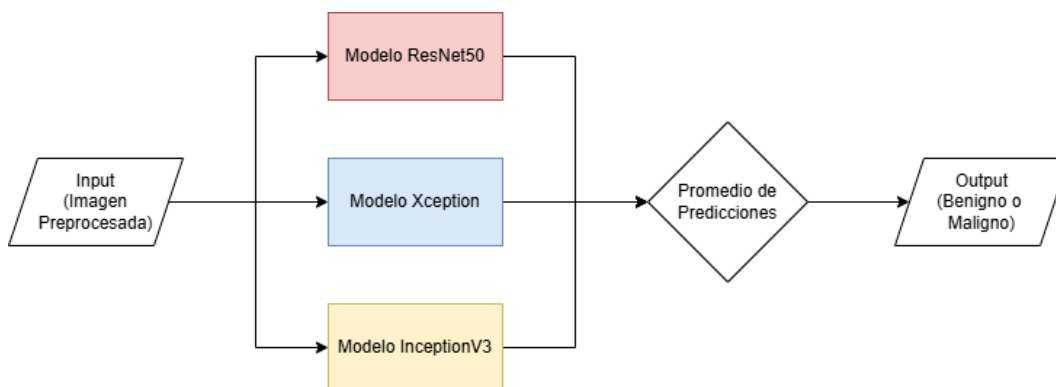 Modelo ResNet50
Input
(Imagen
Preprocesada)
Modelo Xception
Promedio de
Predicciones
Output
(Benigno o
Maligno)
Modelo InceptionV3